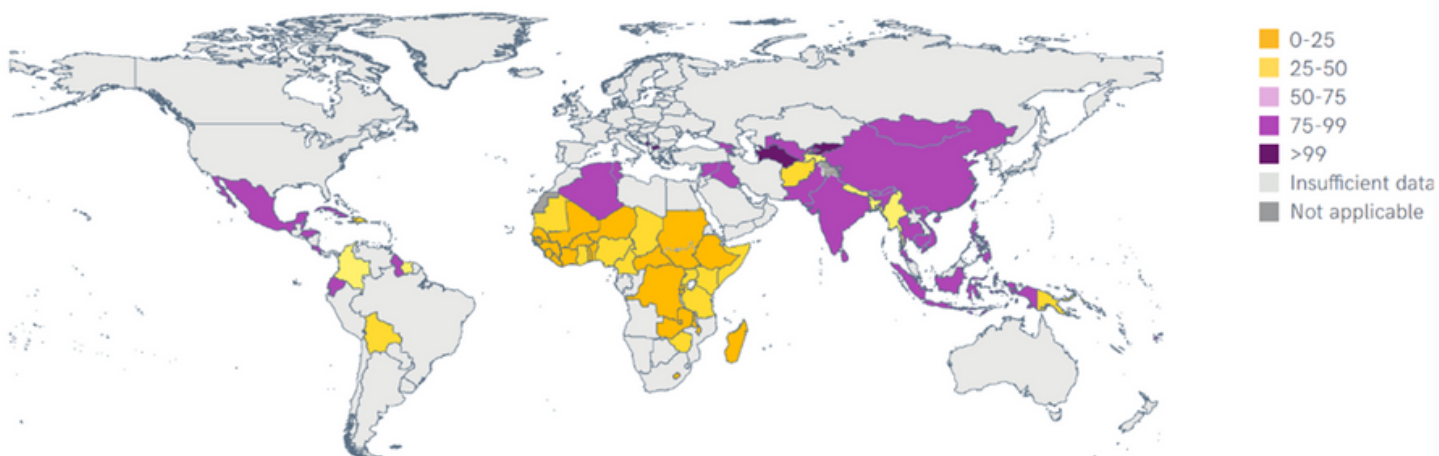 0-25
25-50
50-75
75-99
>99
Insufficient data
Not applicable